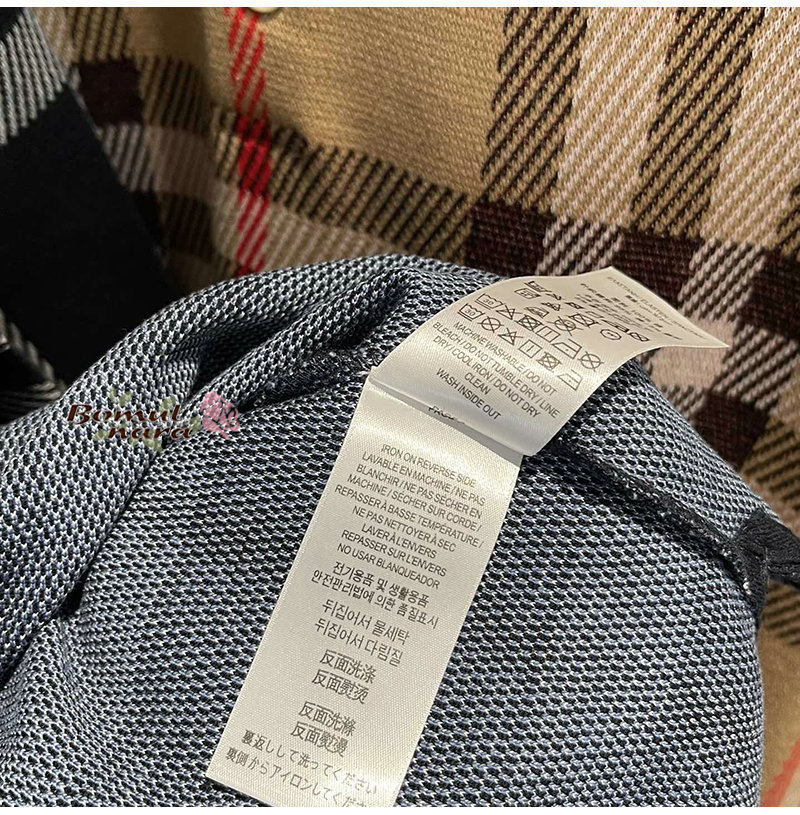 Bomul
nara
MACHINE WASHABLE / DO NOT
BLEACH / DO NOT TUMBLE DRY / LINE
DRY / COOL IRON / DO NOT DRY
CLEAN
WASH INSIDE OUT
IRON ON REVERSE SIDE
LAVABLE EN MACHINE / NE PAS
BLANCHIR / NE PAS SÉCHER EN
MACHINE / SÉCHER SUR CORDE /
REPASSER À BASSE TEMPÉRATURE /
NE PAS NETTOYER À SEC
LAVER À L'ENVERS
REPASSER SUR L'ENVERS
NO USAR BLANQUEADOR
전기용품 및 생활용품
안전관리법에 의한 품질표시
뒤집어서 물세탁
뒤집어서 다림질
反面洗涤
反面熨烫
反面洗滌
反面熨燙
裏返しして洗ってください
裏側からアイロンしてくだ